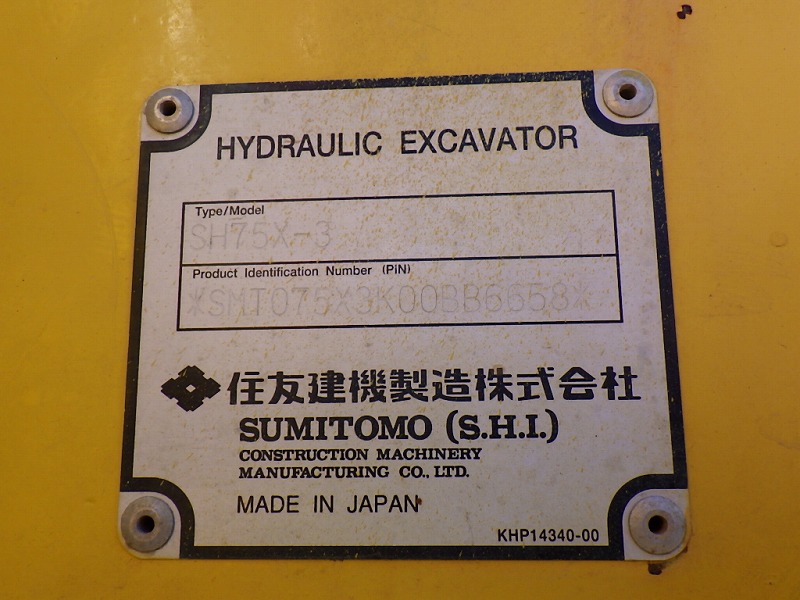 HYDRAULIC EXCAVATOR
Type/Model
SH75X-3
Product Identification Number (PIN)
*SMT075X3K00BB6658*
住友建機製造株式会社
SUMITOMO (S.H.I.)
CONSTRUCTION MACHINERY
MANUFACTURING CO., LTD.
MADE IN JAPAN
KHP14340-00